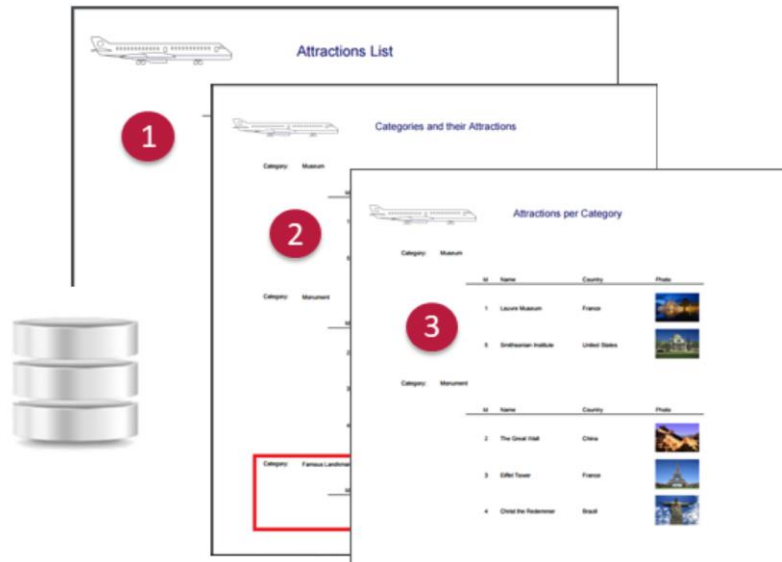 Attractions List
1
Categories and their Attractions
Category: Museum
2
Category: Monument
Category: Famous Landmar
Attractions per Category
Category: Museum
Id Name Country Photo
1 Louvre Museum France
3
5 Smithsonian Institute United States
Category: Monument
Id Name Country Photo
2 The Great Wall China
3 Eiffel Tower France
4 Christ the Redemmer Brazil